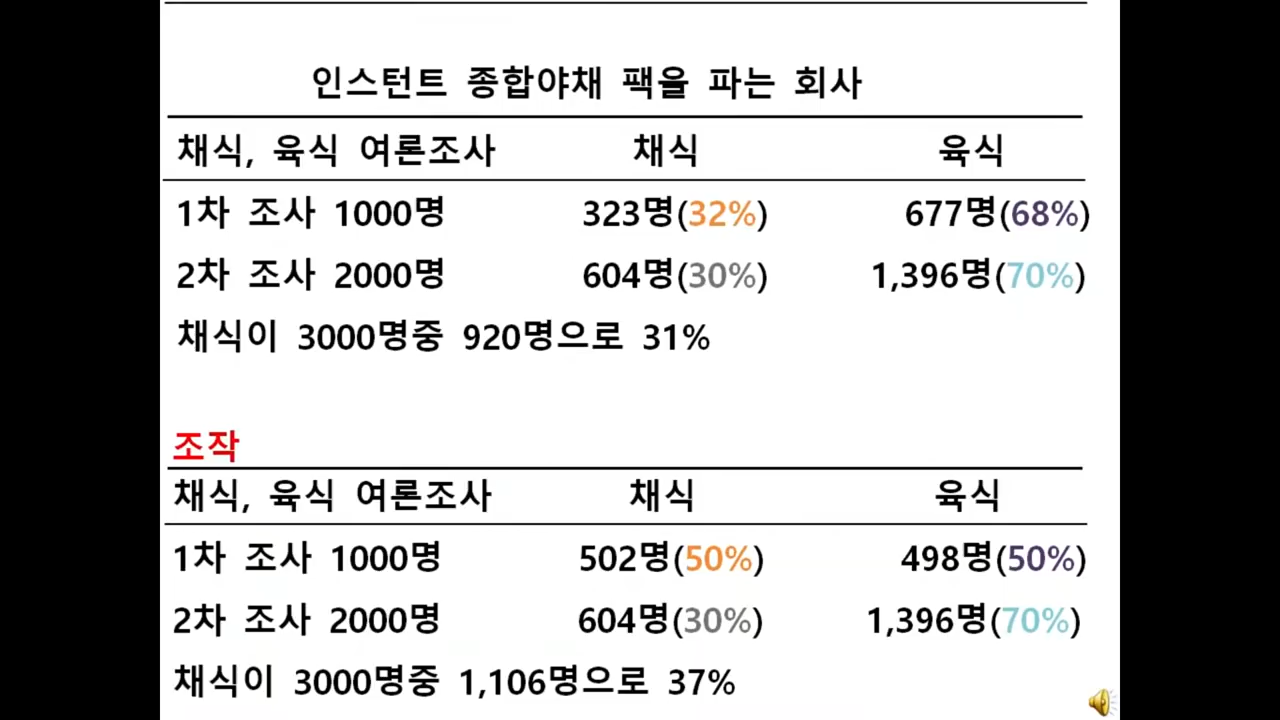 인스턴트 종합야채 팩을 파는 회사
채식, 육식 여론조사 채식 육식
1차 조사 1000명 323명(32%) 677명(68%)
2차 조사 2000명 604명(30%) 1,396명(70%)
채식이 3000명중 920명으로 31%
조작
채식, 육식 여론조사 채식 육식
1차 조사 1000명 502명(50%) 498명(50%)
2차 조사 2000명 604명(30%) 1,396명(70%)
채식이 3000명중 1,106명으로 37%